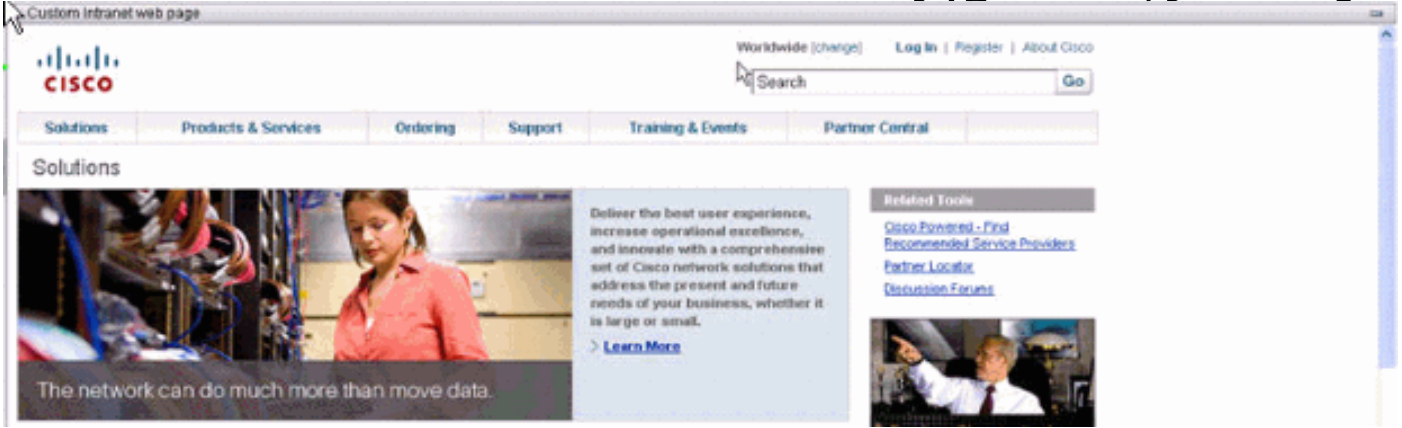 Custom Intranet web page
CISCO
Worldwide [change] Log In | Register | About Cisco
Search Go
Solutions Products & Services Ordering Support Training & Events Partner Central
Solutions
Deliver the best user experience,
increase operational excellence,
and innovate with a comprehensive
set of Cisco network solutions that
address the present and future
needs of your business, whether it
is large or small.
> Learn More
The network can do much more than move data.
Related Tools
Cisco Powered - Find
Recommended Service Providers
Partner Locator
Discussion Forums